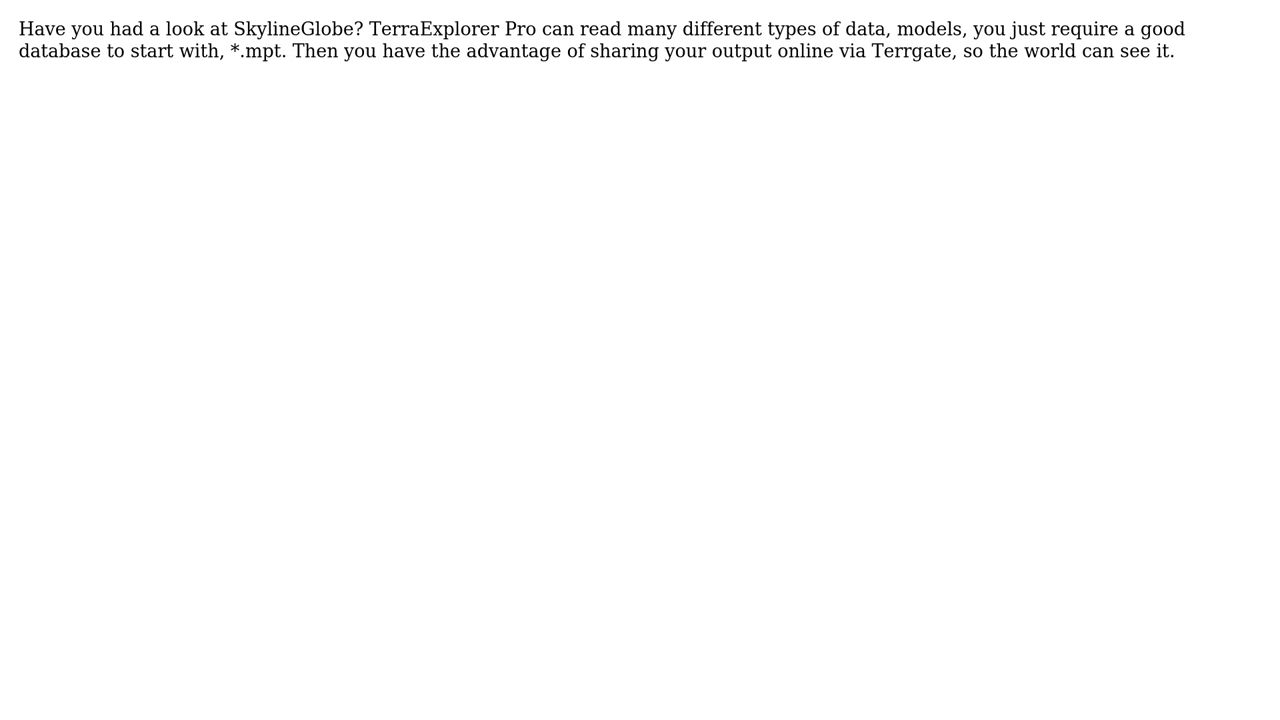 Have you had a look at SkylineGlobe? TerraExplorer Pro can read many different types of data, models, you just require a good
database to start with, *.mpt. Then you have the advantage of sharing your output online via Terrgate, so the world can see it.